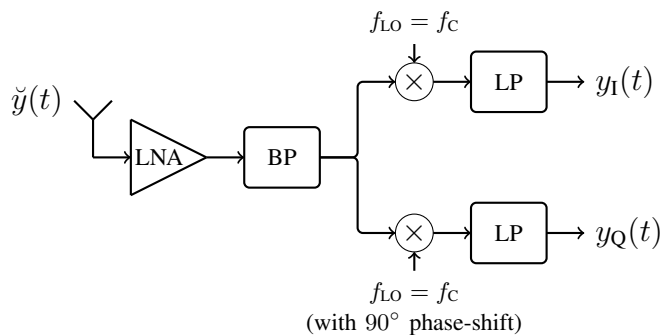 f_LO = f_C
y̆(t)
LNA
BP
×
LP
y_I(t)
×
LP
y_Q(t)
f_LO = f_C
(with 90° phase-shift)